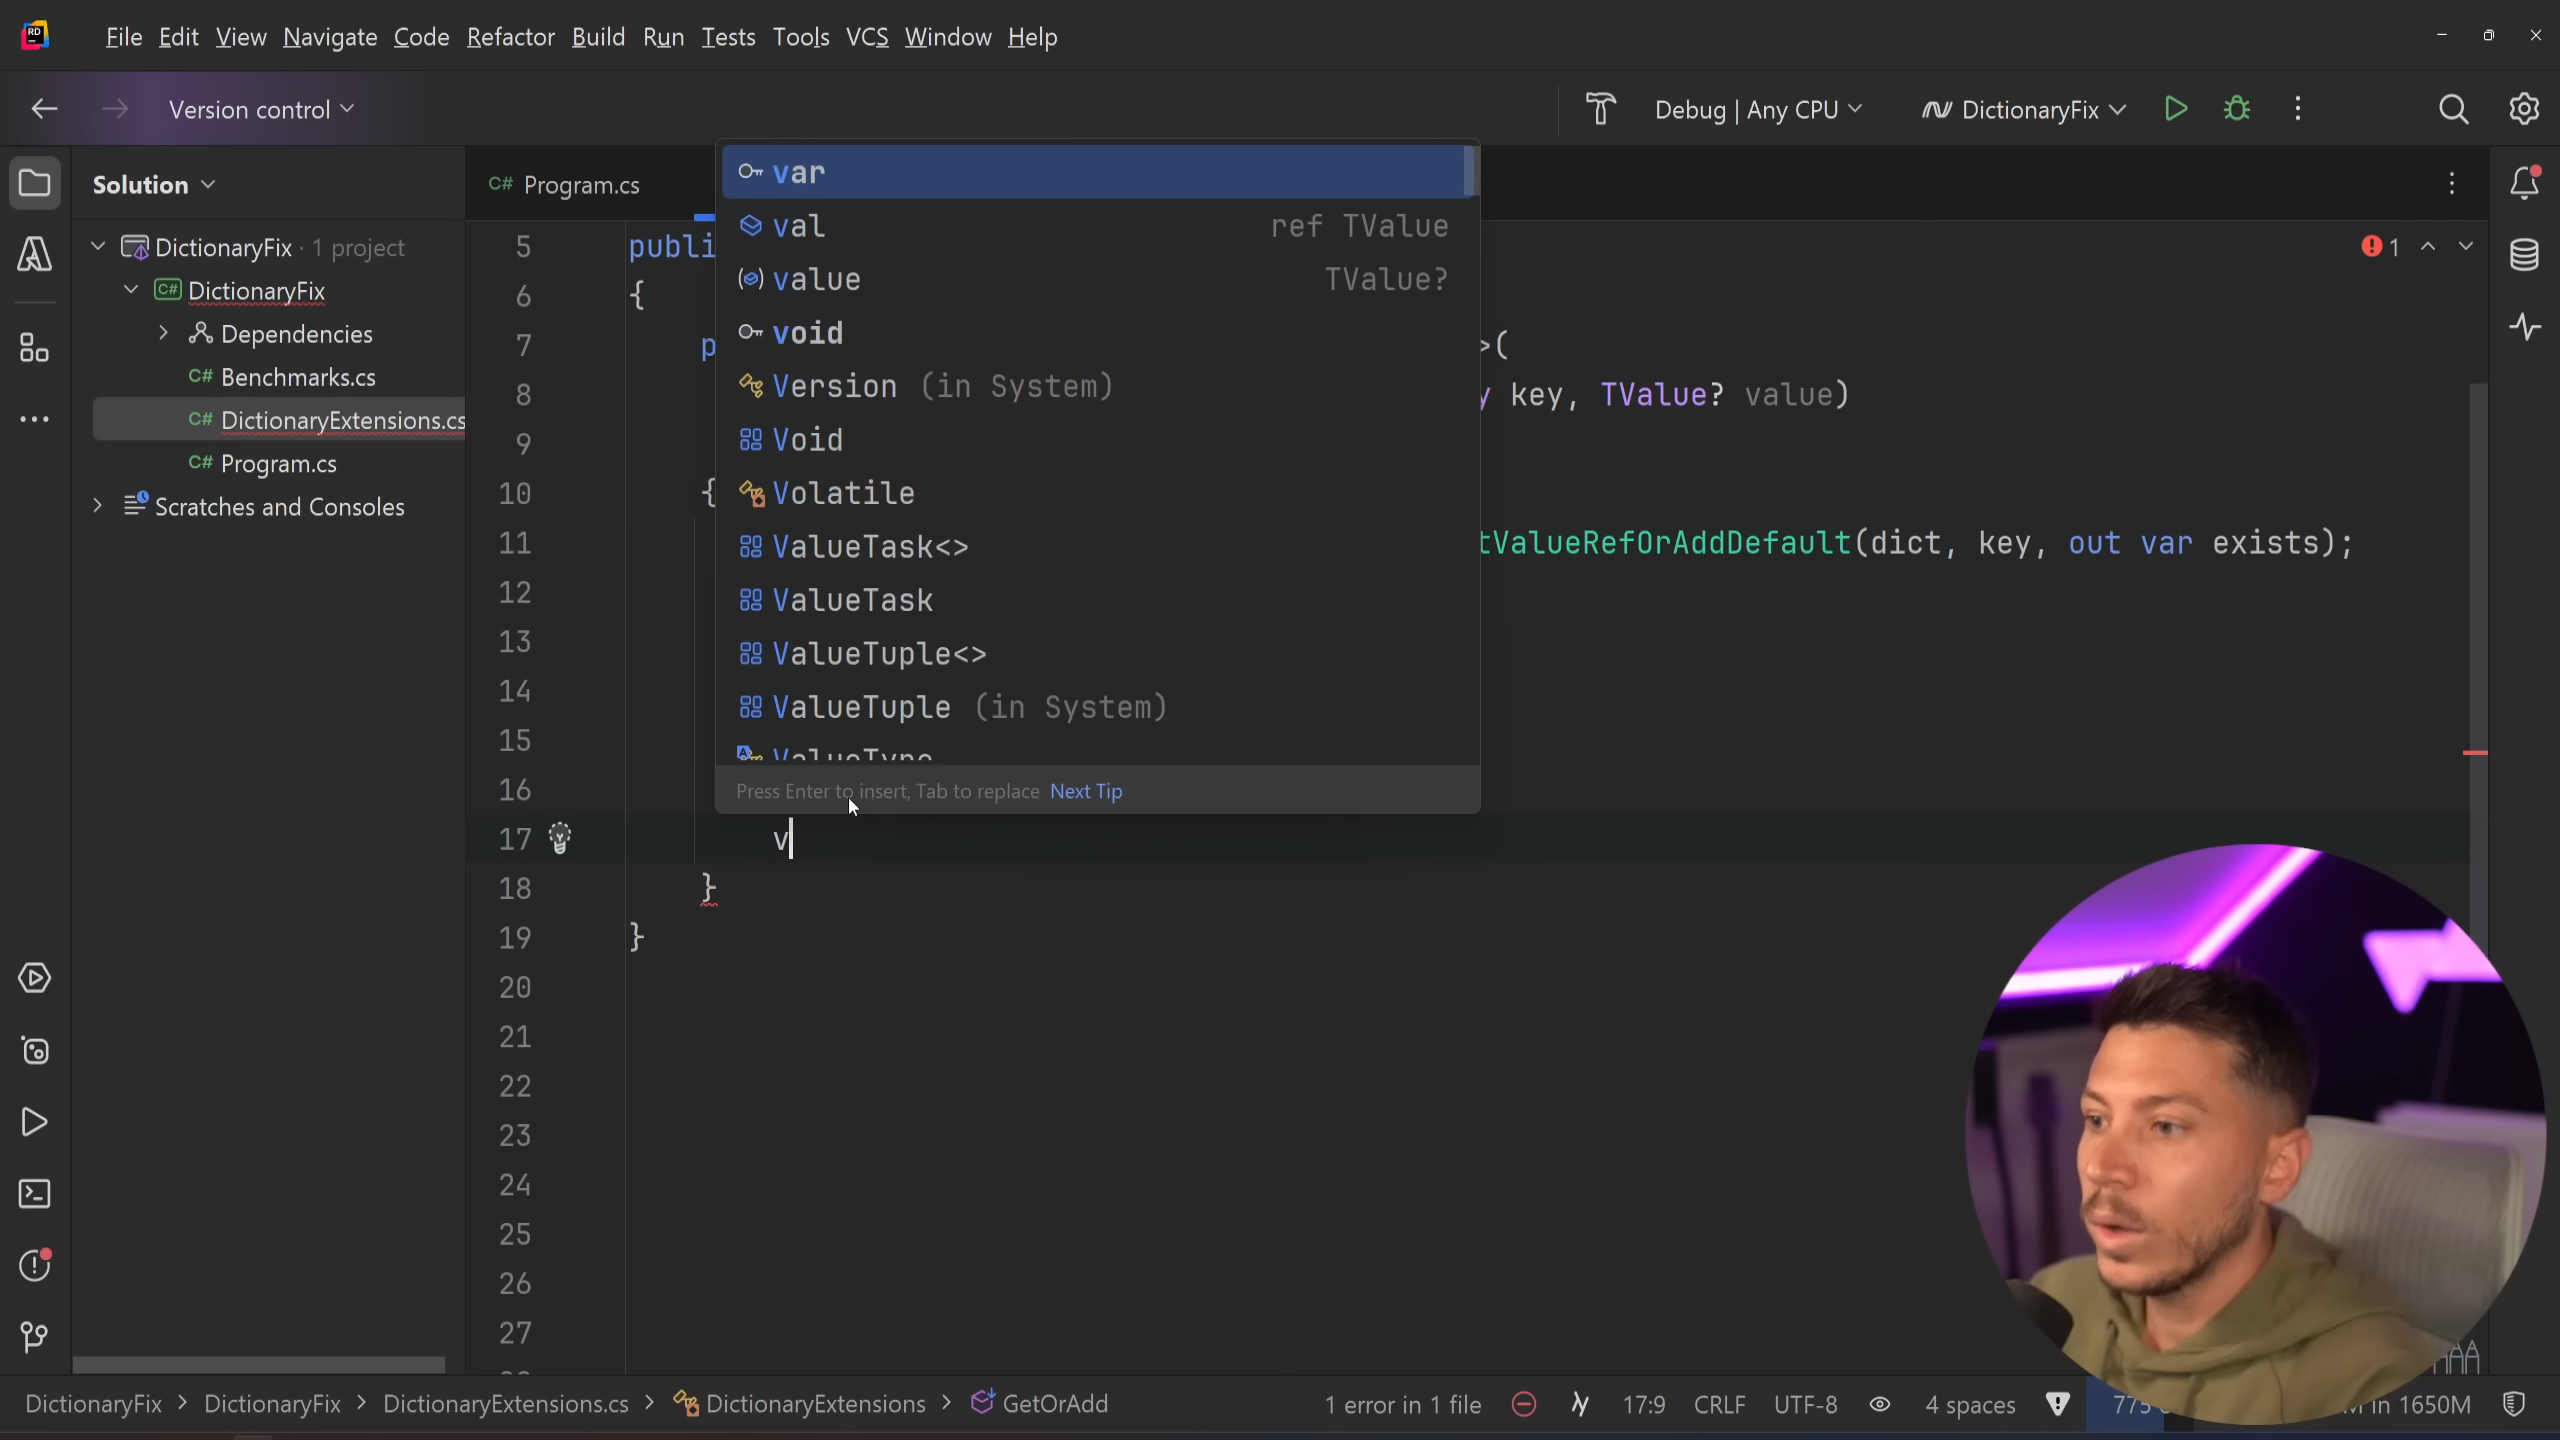 File Edit View Navigate Code Refactor Build Run Tests Tools VCS Window Help
Version control
Debug | Any CPU
DictionaryFix
Solution
C# Program.cs
DictionaryFix · 1 project
C# DictionaryFix
Dependencies
C# Benchmarks.cs
C# DictionaryExtensions.cs
C# Program.cs
Scratches and Consoles
var
val ref TValue
value TValue?
void
Version (in System)
Void
Volatile
ValueTask<>
ValueTask
ValueTuple<>
ValueTuple (in System)
ValueType
Press Enter to insert, Tab to replace Next Tip
1
5 publi
6 {
7 p >(
8 key, TValue? value)
9
10 {
11 tValueRefOrAddDefault(dict, key, out var exists);
12
13
14
15
16
17 v
18 }
19 }
20
21
22
23
24
25
26
27
DictionaryFix > DictionaryFix > DictionaryExtensions.cs > DictionaryExtensions > GetOrAdd
1 error in 1 file 17:9 CRLF UTF-8 4 spaces 775 in 1650M